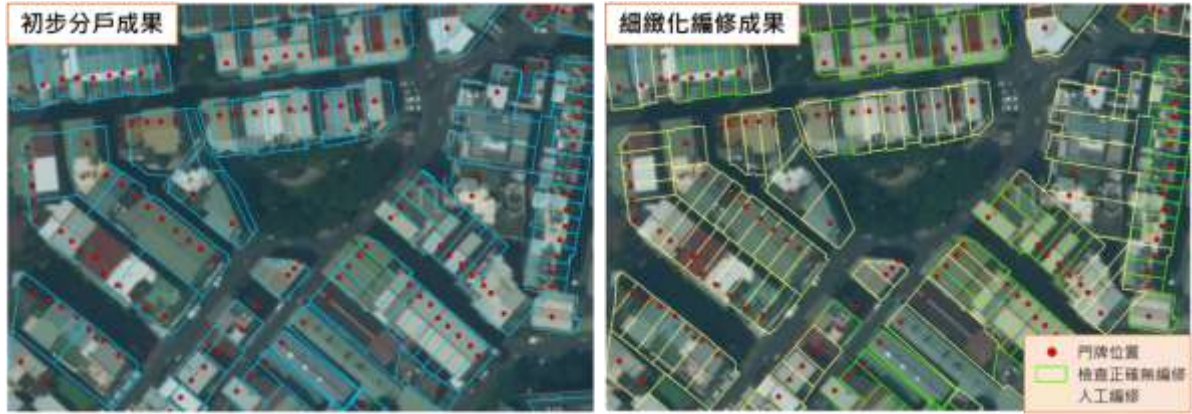 初步分戶成果
細緻化編修成果
門牌位置
檢查正確無編修
人工編修